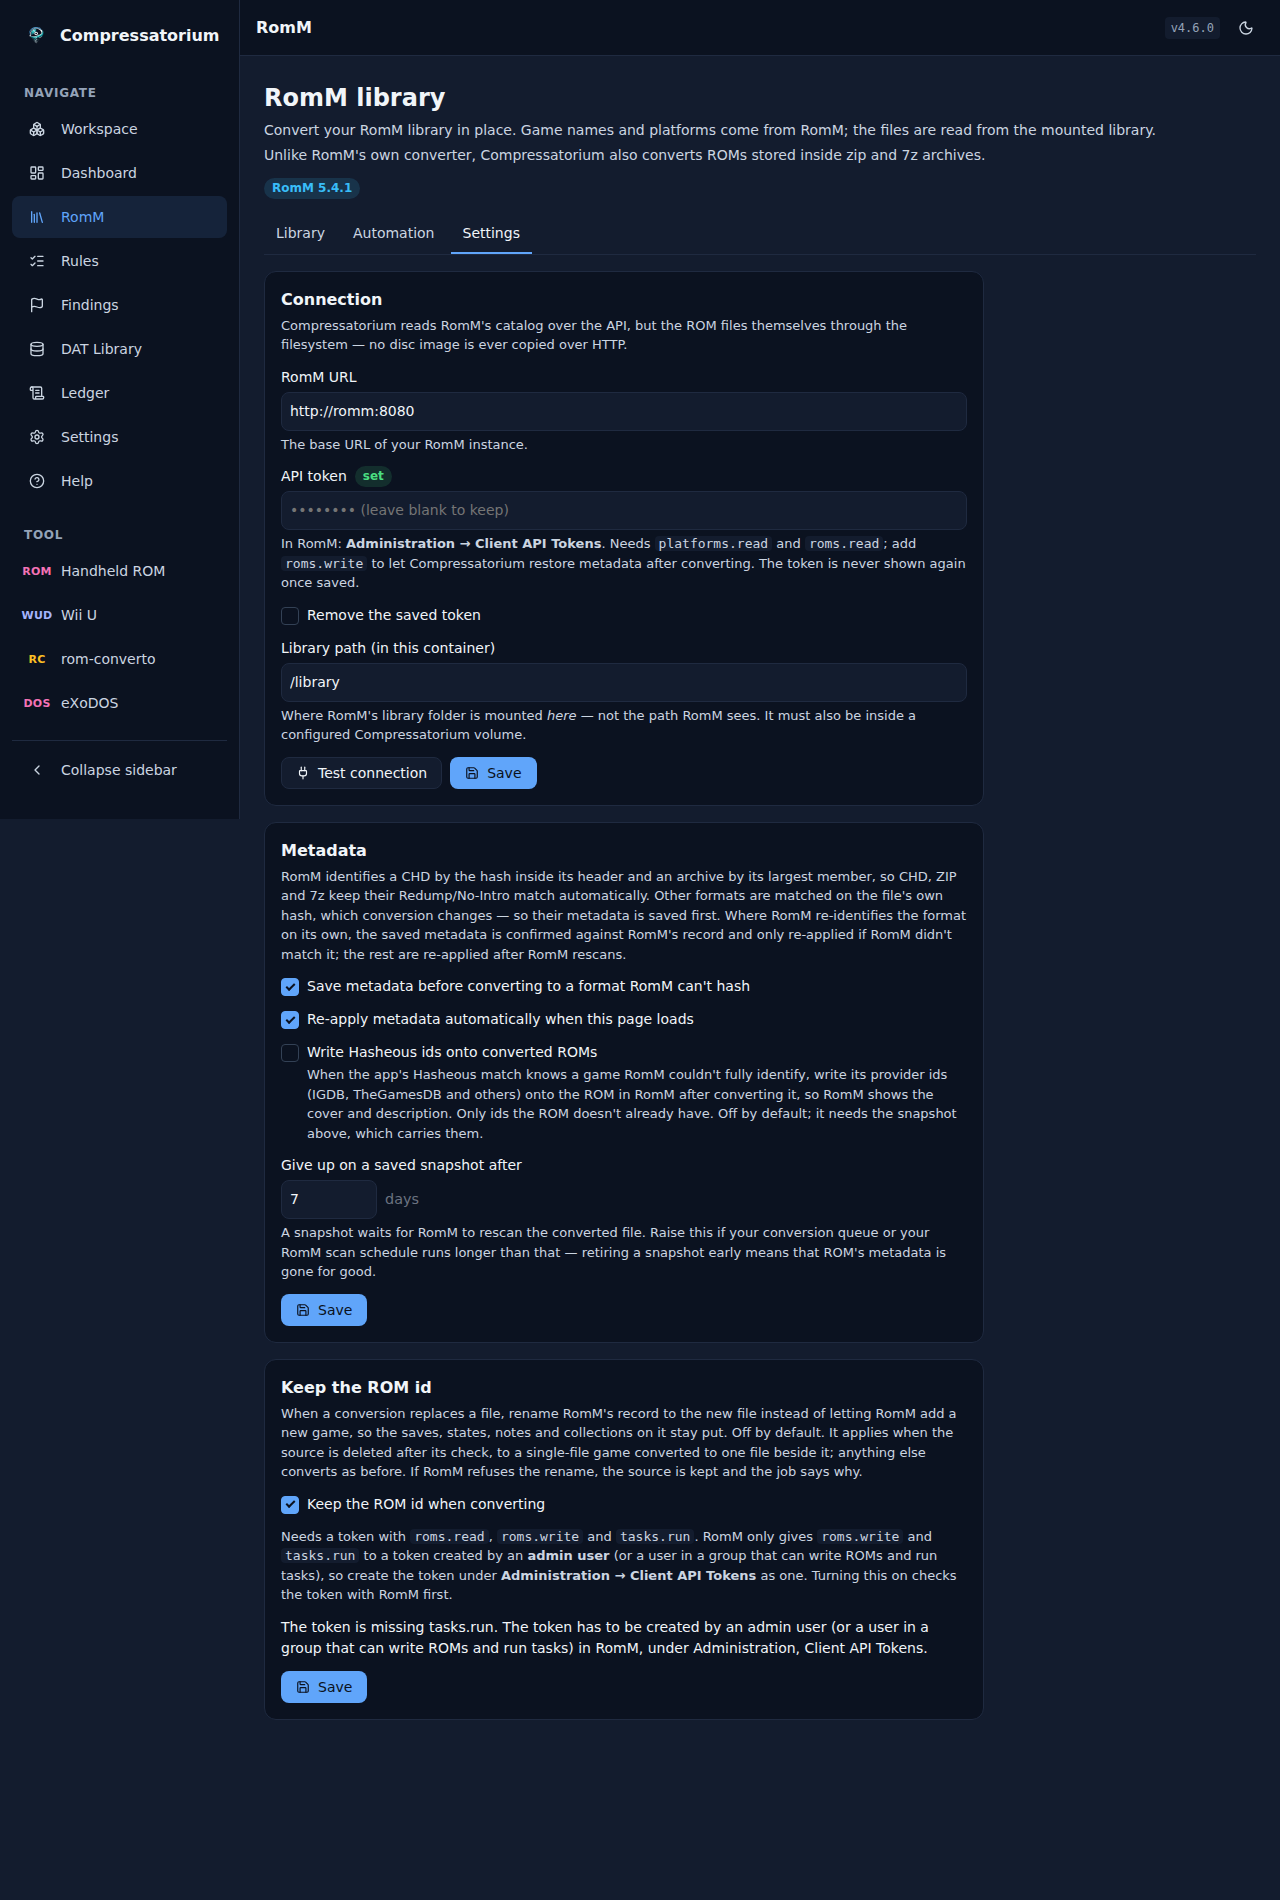 Compressatorium
RomM
v4.6.0
NAVIGATE
Workspace
Dashboard
RomM
Rules
Findings
DAT Library
Ledger
Settings
Help
TOOL
ROM Handheld ROM
WUD Wii U
RC rom-converto
DOS eXoDOS
Collapse sidebar
RomM library
Convert your RomM library in place. Game names and platforms come from RomM; the files are read from the mounted library.
Unlike RomM's own converter, Compressatorium also converts ROMs stored inside zip and 7z archives.
RomM 5.4.1
Library Automation Settings
Connection
Compressatorium reads RomM's catalog over the API, but the ROM files themselves through the
filesystem — no disc image is ever copied over HTTP.
RomM URL
http://romm:8080
The base URL of your RomM instance.
API token set
•••••••• (leave blank to keep)
In RomM: Administration → Client API Tokens. Needs platforms.read and roms.read; add
roms.write to let Compressatorium restore metadata after converting. The token is never shown again
once saved.
Remove the saved token
Library path (in this container)
/library
Where RomM's library folder is mounted here — not the path RomM sees. It must also be inside a
configured Compressatorium volume.
Test connection Save
Metadata
RomM identifies a CHD by the hash inside its header and an archive by its largest member, so CHD, ZIP
and 7z keep their Redump/No-Intro match automatically. Other formats are matched on the file's own
hash, which conversion changes — so their metadata is saved first. Where RomM re-identifies the format
on its own, the saved metadata is confirmed against RomM's record and only re-applied if RomM didn't
match it; the rest are re-applied after RomM rescans.
Save metadata before converting to a format RomM can't hash
Re-apply metadata automatically when this page loads
Write Hasheous ids onto converted ROMs
When the app's Hasheous match knows a game RomM couldn't fully identify, write its provider ids
(IGDB, TheGamesDB and others) onto the ROM in RomM after converting it, so RomM shows the
cover and description. Only ids the ROM doesn't already have. Off by default; it needs the snapshot
above, which carries them.
Give up on a saved snapshot after
7 days
A snapshot waits for RomM to rescan the converted file. Raise this if your conversion queue or your
RomM scan schedule runs longer than that — retiring a snapshot early means that ROM's metadata is
gone for good.
Save
Keep the ROM id
When a conversion replaces a file, rename RomM's record to the new file instead of letting RomM add a
new game, so the saves, states, notes and collections on it stay put. Off by default. It applies when the
source is deleted after its check, to a single-file game converted to one file beside it; anything else
converts as before. If RomM refuses the rename, the source is kept and the job says why.
Keep the ROM id when converting
Needs a token with roms.read, roms.write and tasks.run. RomM only gives roms.write and
tasks.run to a token created by an admin user (or a user in a group that can write ROMs and run
tasks), so create the token under Administration → Client API Tokens as one. Turning this on checks
the token with RomM first.
The token is missing tasks.run. The token has to be created by an admin user (or a user in a
group that can write ROMs and run tasks) in RomM, under Administration, Client API Tokens.
Save